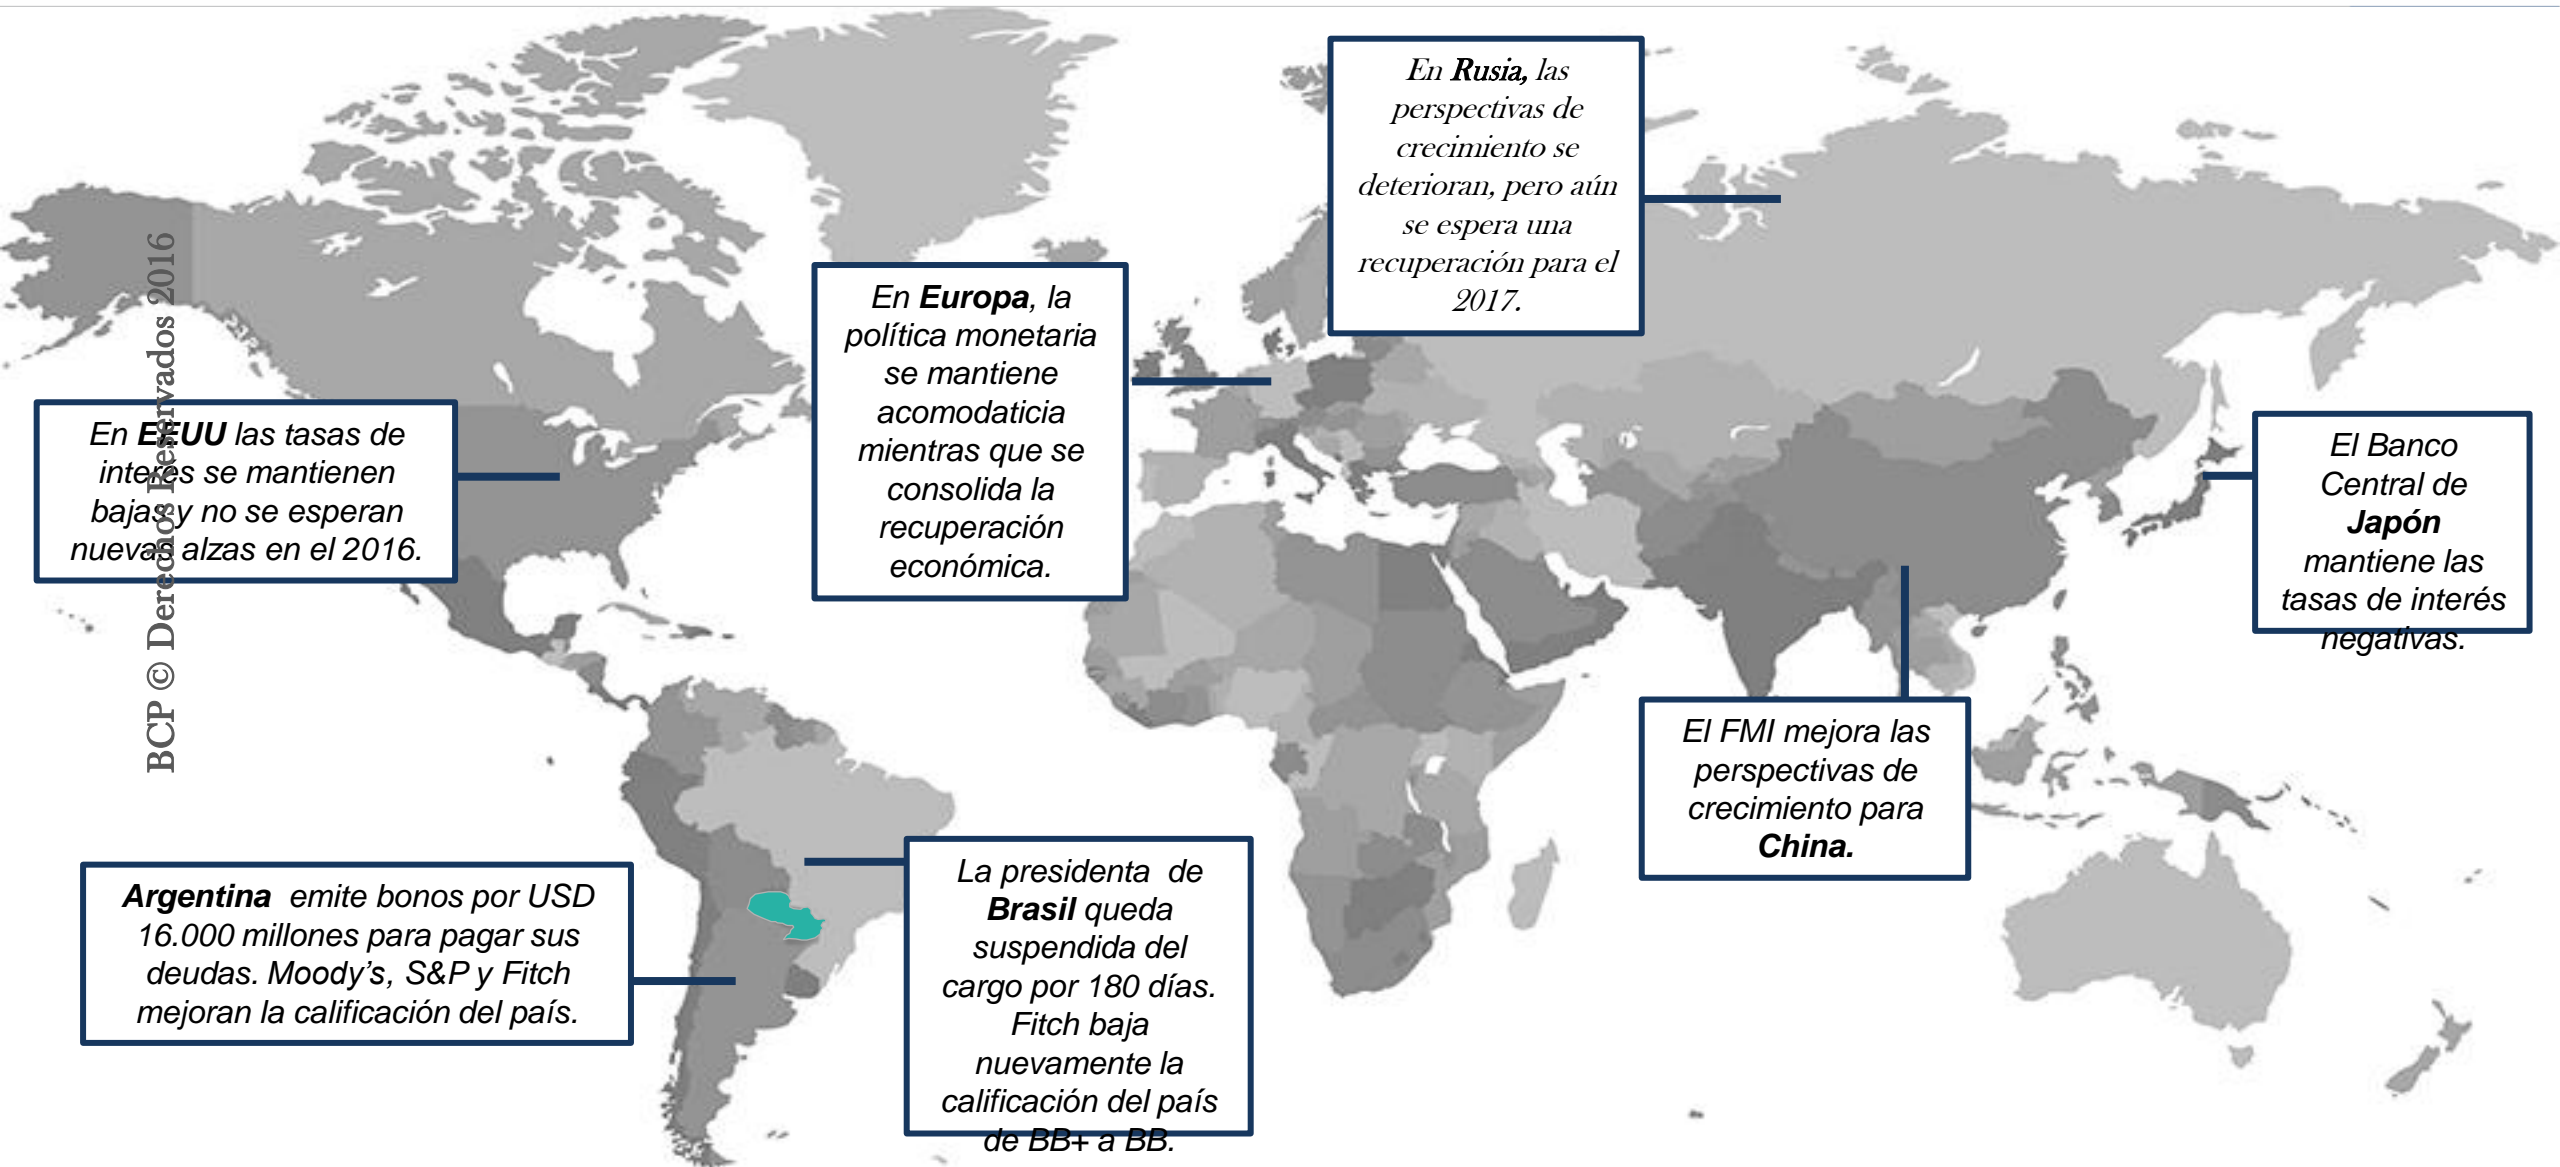 En Rusia, las
perspectivas de
crecimiento se
deterioran, pero aún
se espera una
recuperación para el
2017.
En Europa, la
política monetaria
se mantiene
acomodaticia
mientras que se
consolida la
recuperación
económica.
En EEUU las tasas de
interés se mantienen
bajas y no se esperan
nuevas alzas en el 2016.
El Banco
Central de
Japón
mantiene las
tasas de interés
negativas.
El FMI mejora las
perspectivas de
crecimiento para
China.
La presidenta de
Brasil queda
suspendida del
cargo por 180 días.
Fitch baja
nuevamente la
calificación del país
de BB+ a BB.
Argentina emite bonos por USD
16.000 millones para pagar sus
deudas. Moody's, S&P y Fitch
mejoran la calificación del país.
BCP © Derechos Reservados 2016